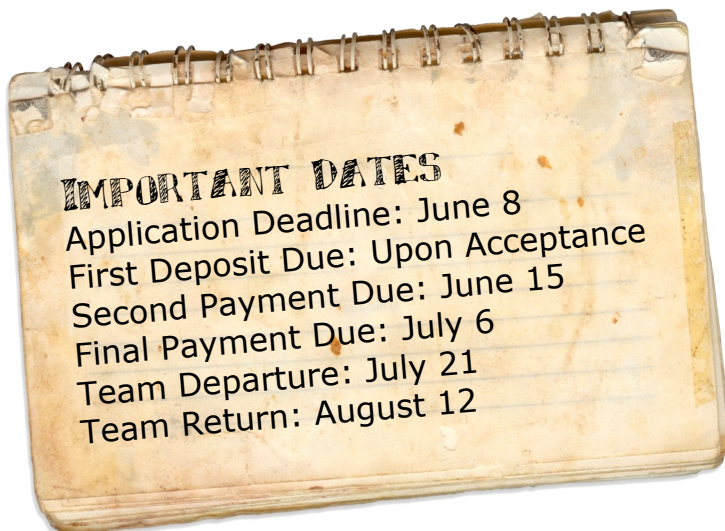 IMPORTANT DATES
Application Deadline: June 8
First Deposit Due: Upon Acceptance
Second Payment Due: June 15
Final Payment Due: July 6
Team Departure: July 21
Team Return: August 12